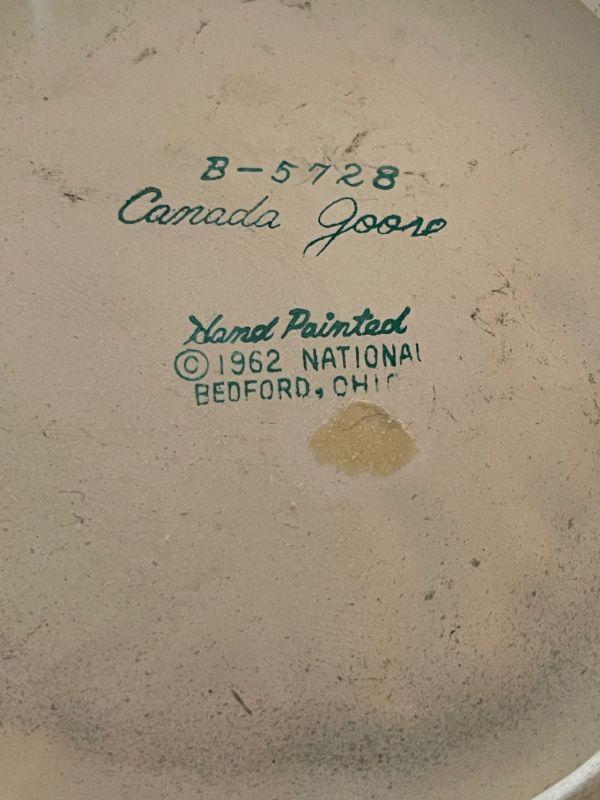 B-5728
Canada Goose
Hand Painted
© 1962 NATIONAL
BEDFORD, OHIO